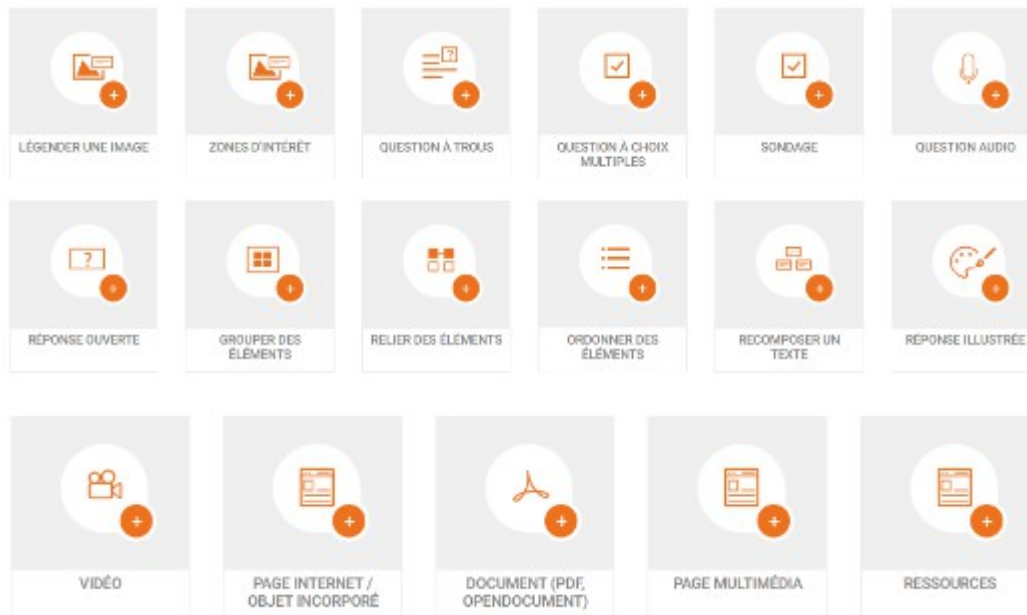 LÉGENDER UNE IMAGE
ZONES D'INTÉRÊT
QUESTION À TROUS
QUESTION À CHOIX
MULTIPLES
SONDAGE
QUESTION AUDIO
RÉPONSE OUVERTE
GROUPER DES
ÉLÉMENTS
RELIER DES ÉLÉMENTS
ORDONNER DES
ÉLÉMENTS
RECOMPOSER UN
TEXTE
RÉPONSE ILLUSTRÉE
VIDÉO
PAGE INTERNET /
OBJET INCORPORÉ
DOCUMENT (PDF,
OPENDOCUMENT)
PAGE MULTIMÉDIA
RESSOURCES